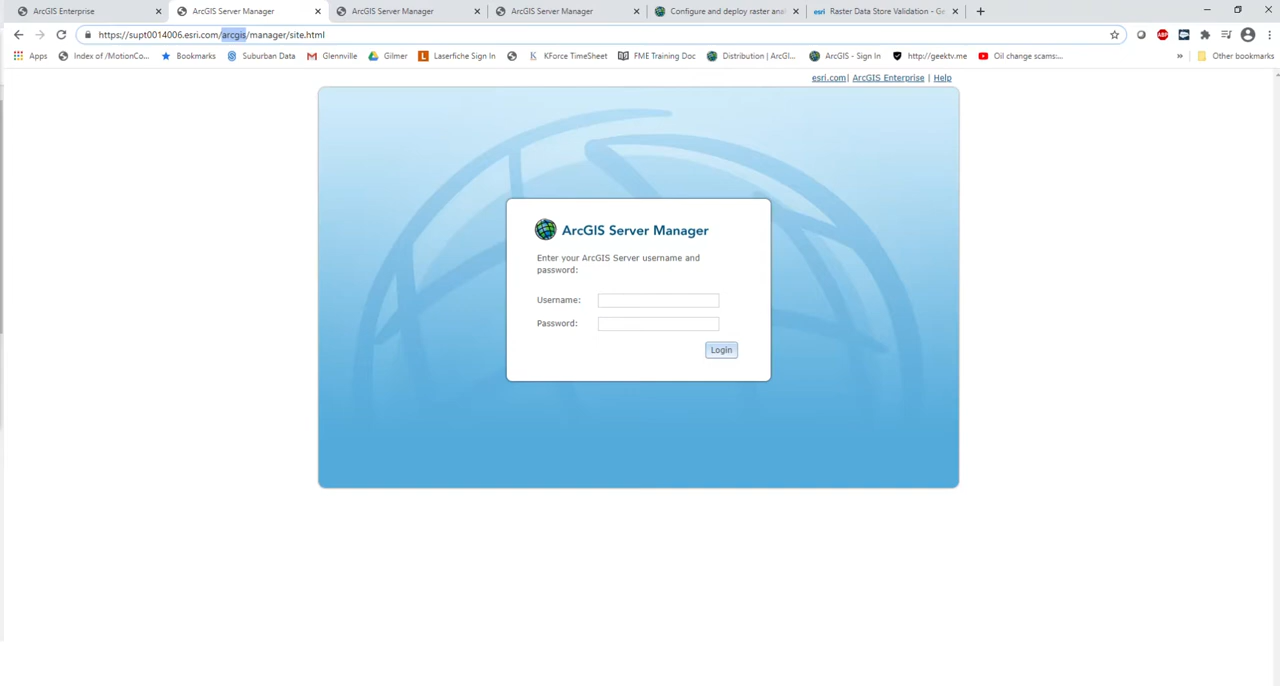 ArcGIS Enterprise
ArcGIS Server Manager
ArcGIS Server Manager
ArcGIS Server Manager
Configure and deploy raster anal
Raster Data Store Validation - Ge
https://supt0014006.esri.com/arcgis/manager/site.html
Apps
Index of /MotionCo...
Bookmarks
Suburban Data
Glennville
Gilmer
Laserfiche Sign In
KForce TimeSheet
FME Training Doc
Distribution | ArcGI...
ArcGIS - Sign In
http://geektv.me
Oil change scams:...
»
Other bookmarks
esri.com| ArcGIS Enterprise | Help
ArcGIS Server Manager
Enter your ArcGIS Server username and
password:
Username:
Password:
Login